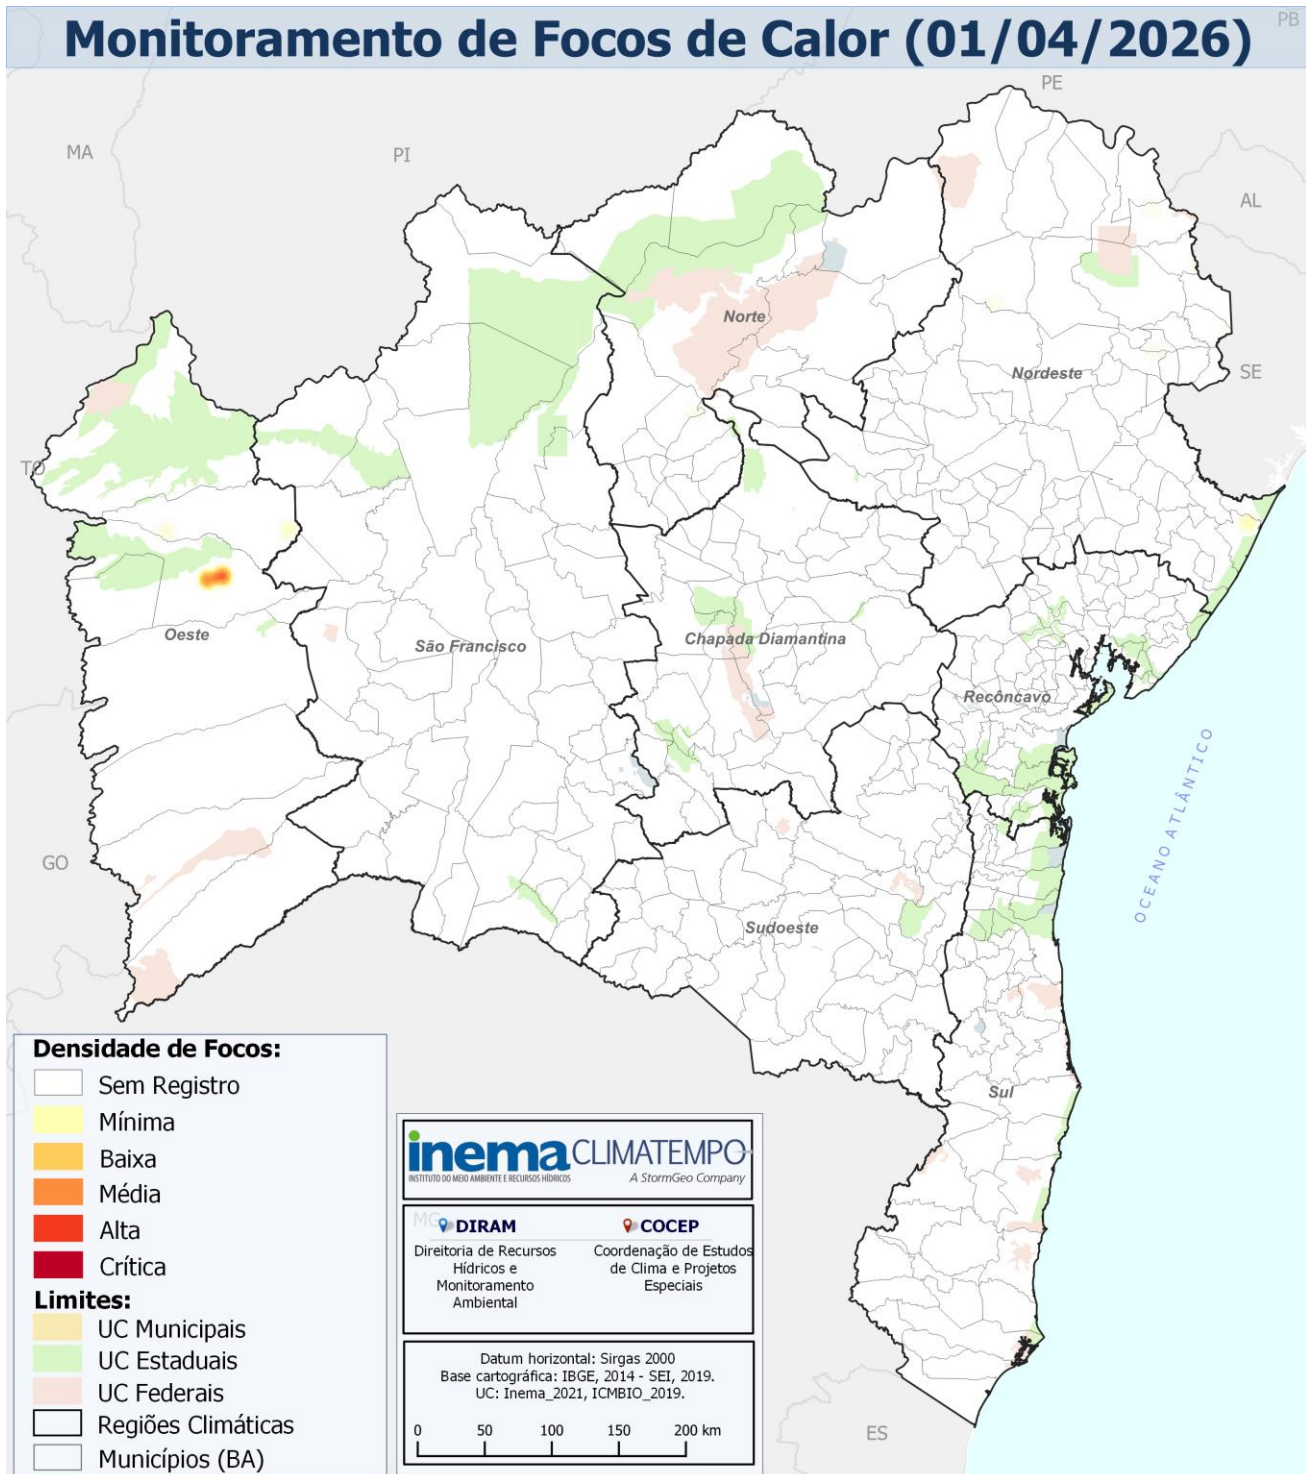 Monitoramento de Focos de Calor (01/04/2026)
PB
PE
MA
PI
AL
Norte
Nordeste
SE
TO
Oeste
São Francisco
Chapada Diamantina
Recôncavo
OCEANO ATLÂNTICO
GO
Sudoeste
Sul
Densidade de Focos:
Sem Registro
Mínima
Baixa
Média
Alta
Crítica
Limites:
UC Municipais
UC Estaduais
UC Federais
Regiões Climáticas
Municípios (BA)
inema
INSTITUTO DO MEIO AMBIENTE E RECURSOS HÍDRICOS
CLIMATEMPO
A StormGeo Company
MG
DIRAM
Direitoria de Recursos
Hídricos e
Monitoramento
Ambiental
COCEP
Coordenação de Estudos
de Clima e Projetos
Especiais
Datum horizontal: Sirgas 2000
Base cartográfica: IBGE, 2014 - SEI, 2019.
UC: Inema_2021, ICMBIO_2019.
0 50 100 150 200 km
ES